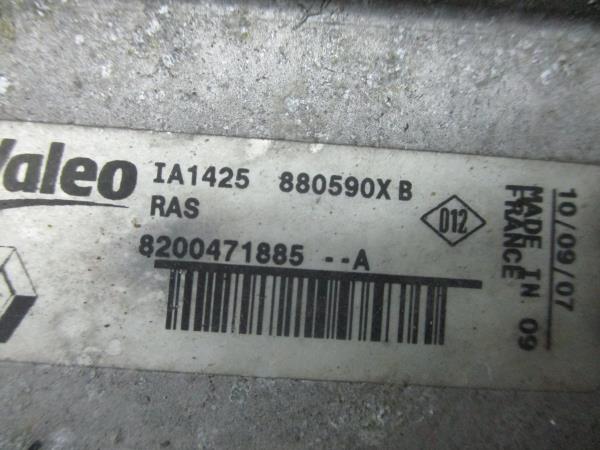 Valeo
IA1425 880590X B
RAS
012
8200471885 --A
10/09/07
MADE IN 09
FRANCE